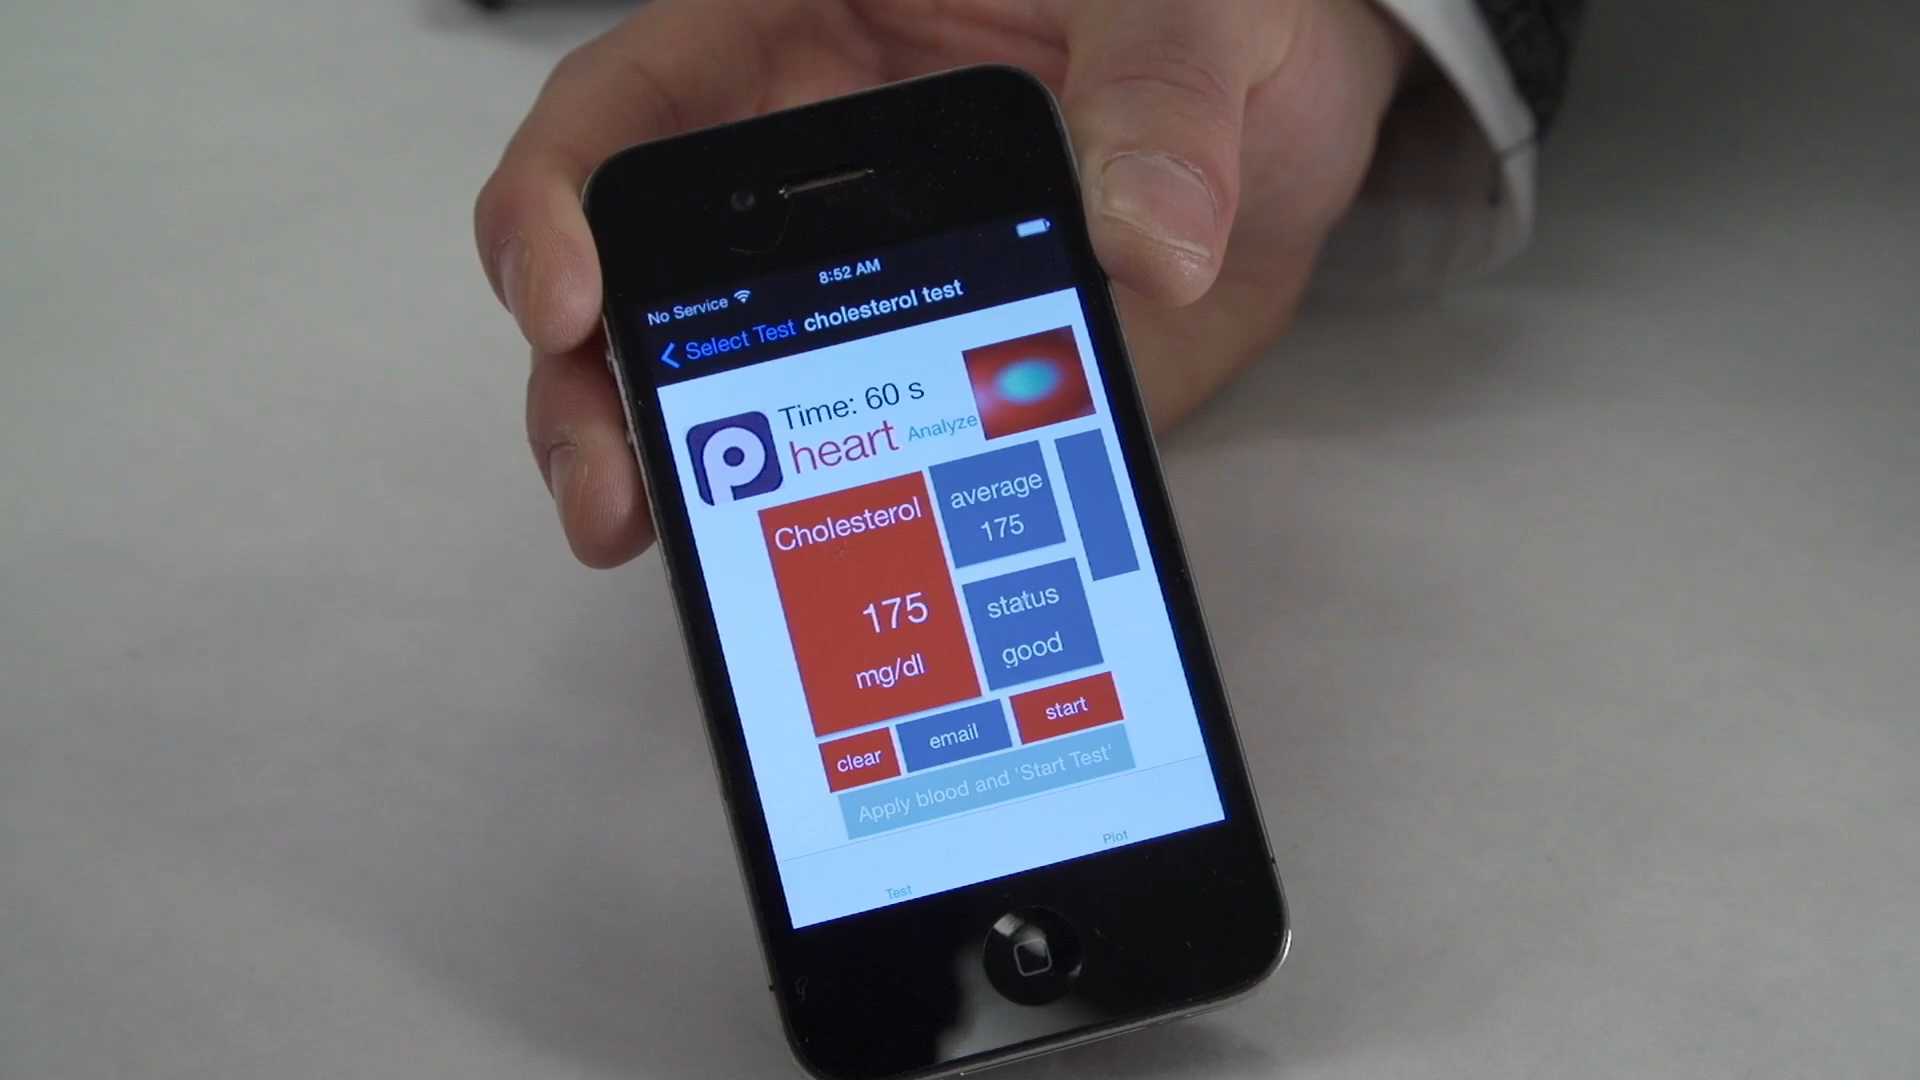 No Service
8:52 AM
Select Test
cholesterol test
Time: 60 s
heart
Analyze
Cholesterol
175
mg/dl
average
175
status
good
clear
email
start
Apply blood and 'Start Test'
Test
Plot